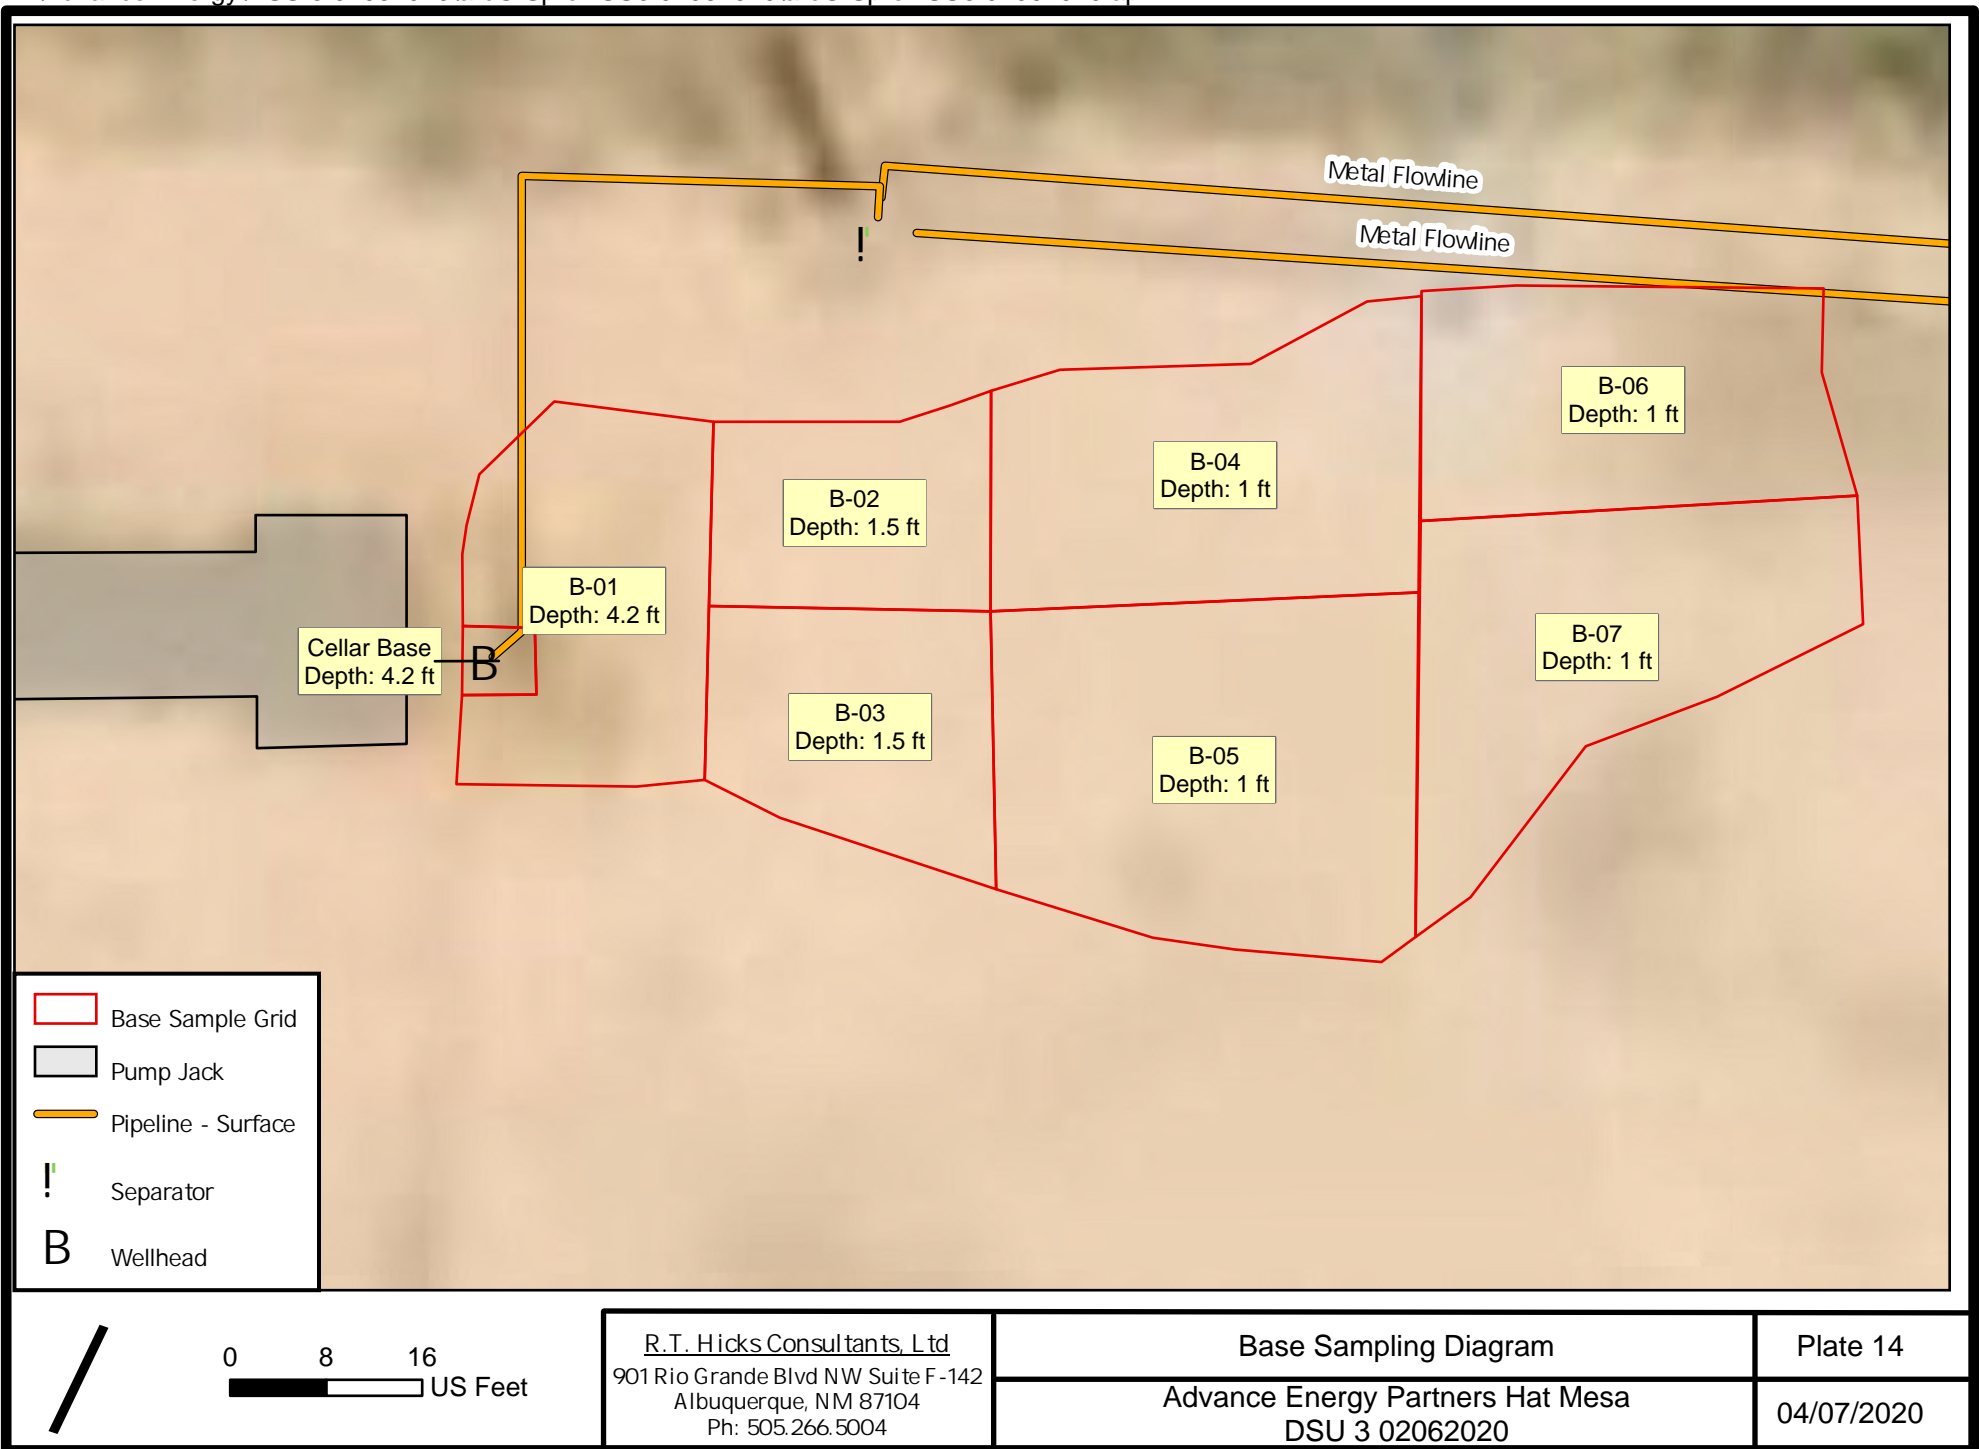 Metal Flowline
Metal Flowline
B-06
Depth: 1 ft
B-04
Depth: 1 ft
B-02
Depth: 1.5 ft
B-01
Depth: 4.2 ft
Cellar Base
Depth: 4.2 ft
B
B-07
Depth: 1 ft
B-03
Depth: 1.5 ft
B-05
Depth: 1 ft
Base Sample Grid
Pump Jack
Pipeline - Surface
Separator
B Wellhead
0 8 16
US Feet
R.T. Hicks Consultants, Ltd
901 Rio Grande Blvd NW Suite F-142
Albuquerque, NM 87104
Ph: 505.266.5004
Base Sampling Diagram
Advance Energy Partners Hat Mesa
DSU 3 02062020
Plate 14
04/07/2020